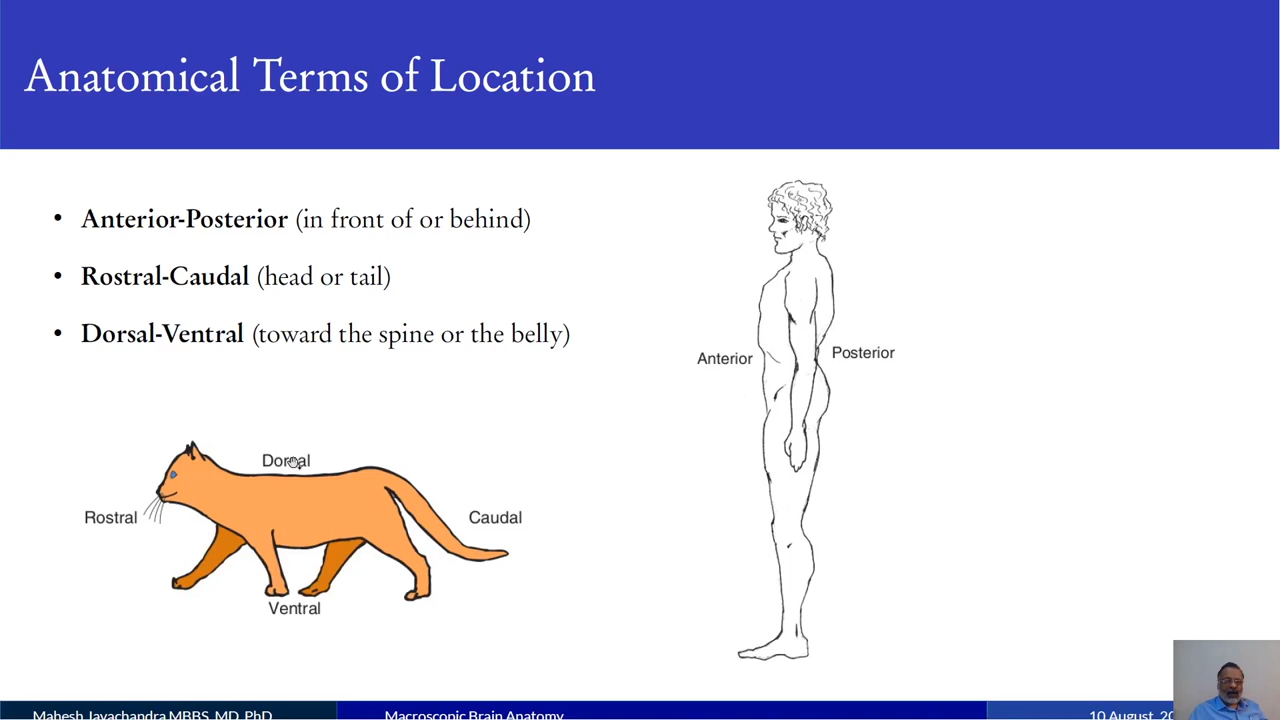 Anatomical Terms of Location
• Anterior-Posterior (in front of or behind)
• Rostral-Caudal (head or tail)
• Dorsal-Ventral (toward the spine or the belly)
Anterior
Posterior
Dorsal
Rostral
Caudal
Ventral
Mahesh Jayachandra MBBS, MD, PhD
Macroscopic Brain Anatomy
10 August, 20